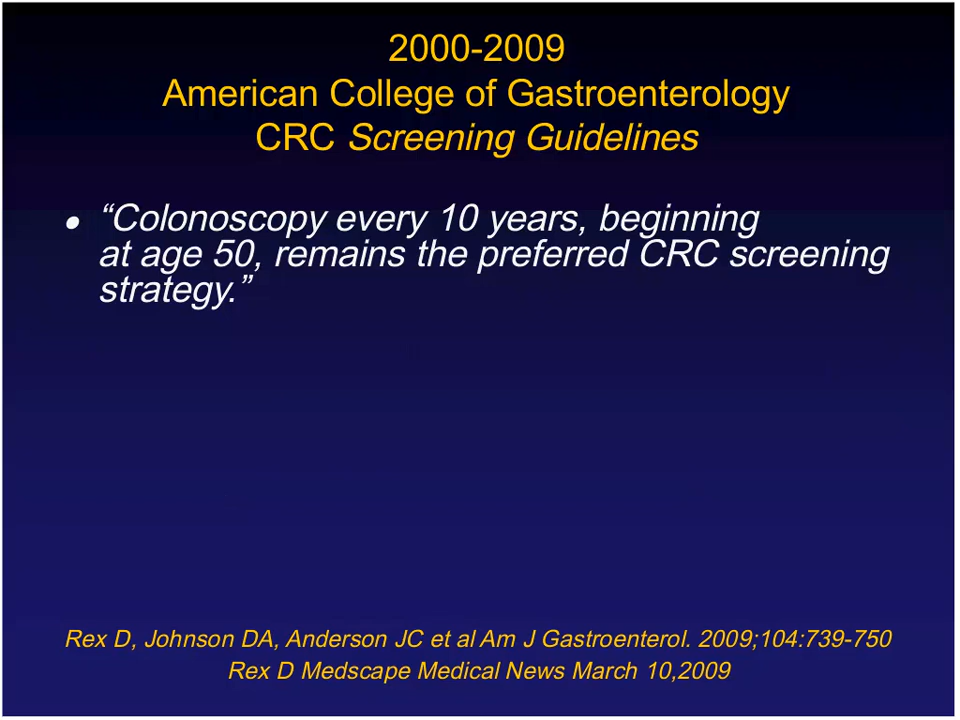 2000-2009
American College of Gastroenterology
CRC Screening Guidelines
● “Colonoscopy every 10 years, beginning
at age 50, remains the preferred CRC screening
strategy.”
Rex D, Johnson DA, Anderson JC et al Am J Gastroenterol. 2009;104:739-750
Rex D Medscape Medical News March 10,2009